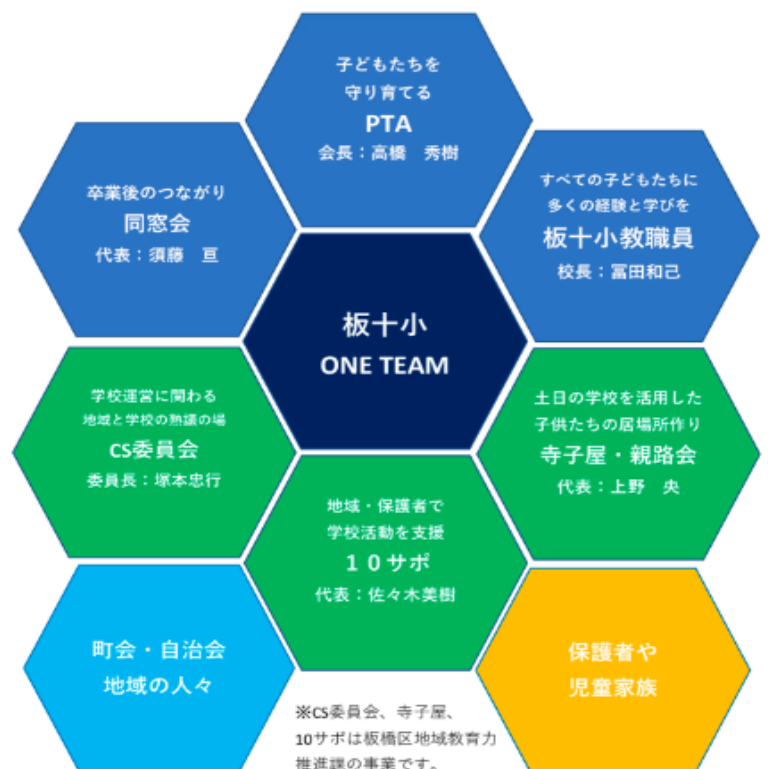 子どもたちを
守り育てる
PTA
会長：高橋　秀樹
卒業後のつながり
同窓会
代表：須藤　亘
すべての子どもたちに
多くの経験と学びを
板十小教職員
校長：冨田和己
板十小
ONE TEAM
学校運営に関わる
地域と学校の熟議の場
CS委員会
委員長：塚本忠行
土日の学校を活用した
子供たちの居場所作り
寺子屋・親路会
代表：上野　央
地域・保護者で
学校活動を支援
１０サポ
代表：佐々木美樹
町会・自治会
地域の人々
保護者や
児童家族
※CS委員会、寺子屋、
10サポは板橋区地域教育力
推進課の事業です。